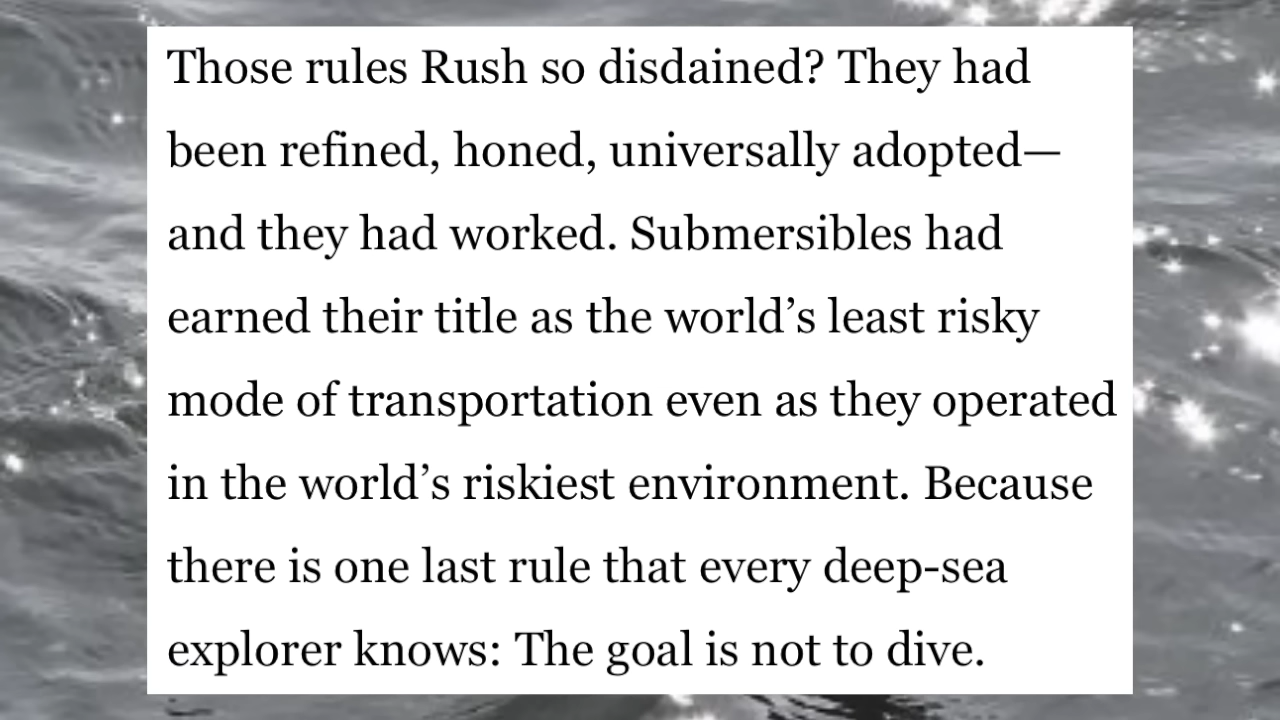 Those rules Rush so disdained? They had
been refined, honed, universally adopted—
and they had worked. Submersibles had
earned their title as the world’s least risky
mode of transportation even as they operated
in the world’s riskiest environment. Because
there is one last rule that every deep-sea
explorer knows: The goal is not to dive.